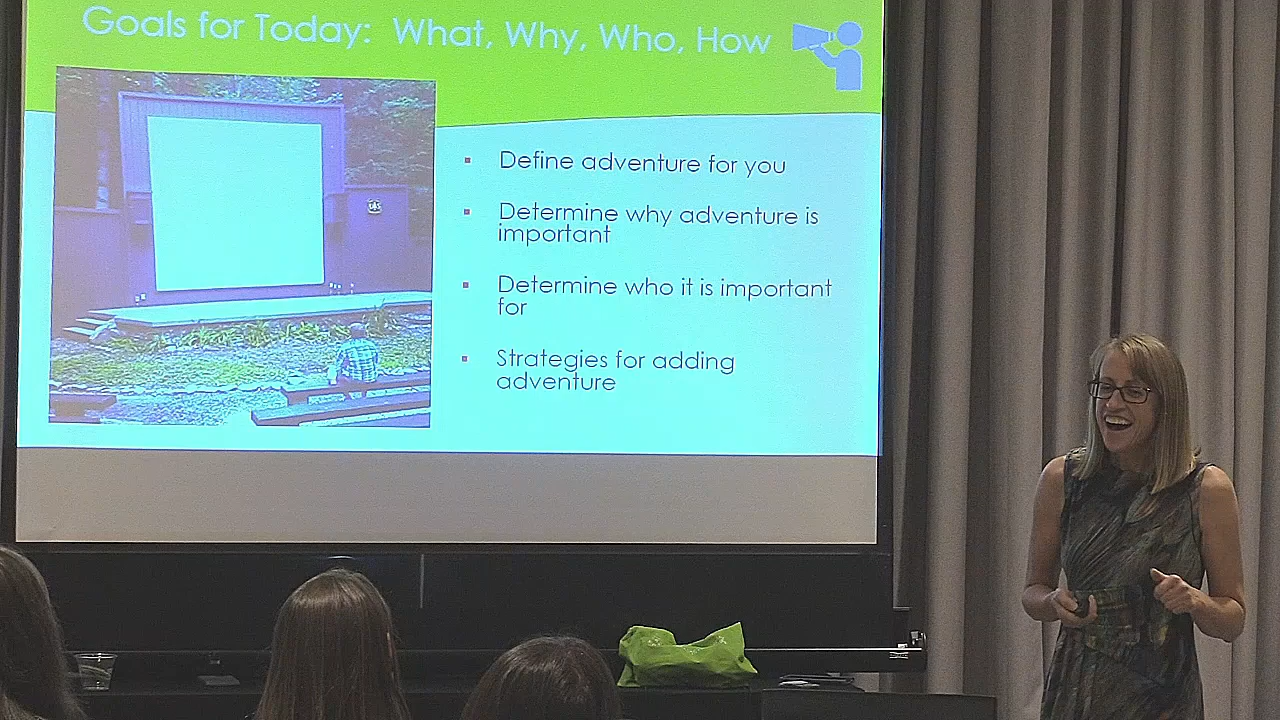 Goals for Today: What, Why, Who, How
Define adventure for you
Determine why adventure is
important
Determine who it is important
for
Strategies for adding
adventure